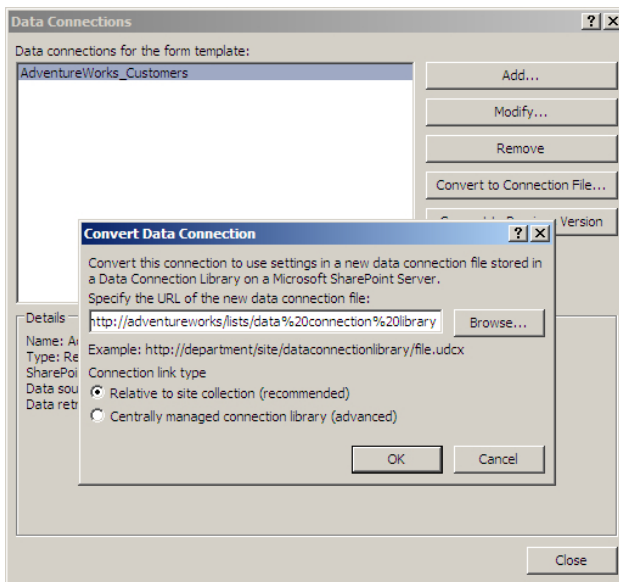 Data Connections
Data connections for the form template:
AdventureWorks_Customers
Add...
Modify...
Remove
Convert to Connection File...
Version
Convert Data Connection
Convert this connection to use settings in a new data connection file stored in
a Data Connection Library on a Microsoft SharePoint Server.
Specify the URL of the new data connection file:
http://adventureworks/lists/data%20connection%20library
Browse...
Example: http://department/site/dataconnectionlibrary/file.udcx
Connection link type
Relative to site collection (recommended)
Centrally managed connection library (advanced)
OK
Cancel
Details
Name: A
Type: Re
SharePoi
Data sou
Data retr
Close